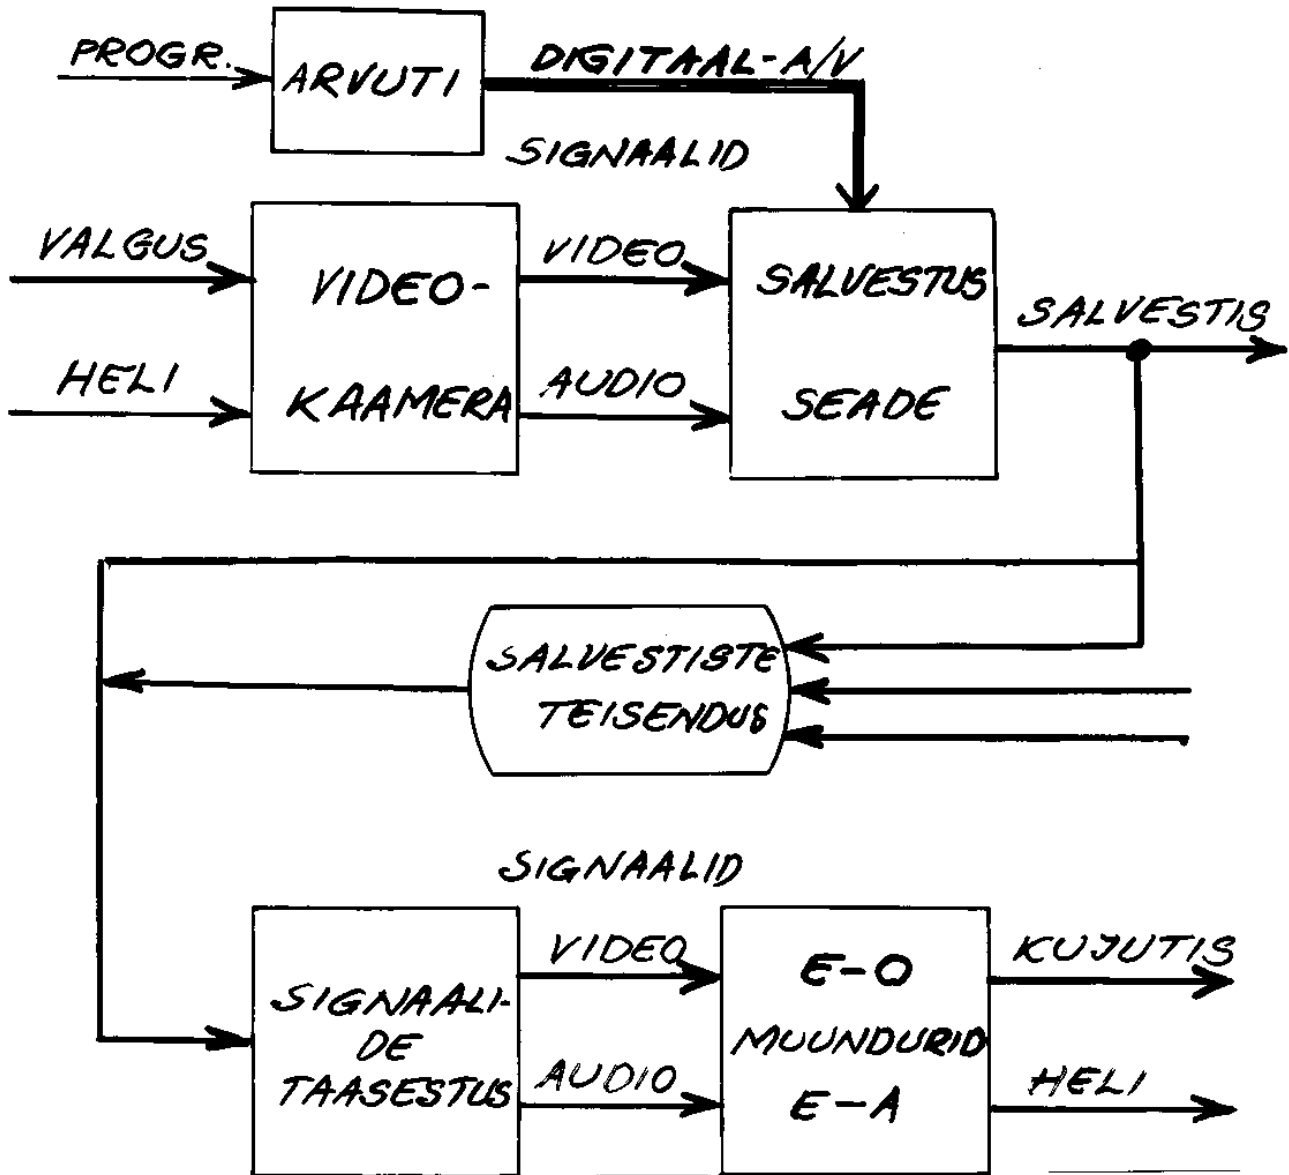 PROGR.
ARVUTI
DIGITAAL-A/V
SIGNAALID
VALGUS
HELI
VIDEO-
KAAMERA
VIDEO
AUDIO
SALVESTUS
SEADE
SALVESTIS
SALVESTISTE
TEISENDUS
SIGNAALID
SIGNAALI-
DE
TAASESTUS
VIDEO
AUDIO
E-O
MUUNDURID
E-A
KUJUTIS
HELI